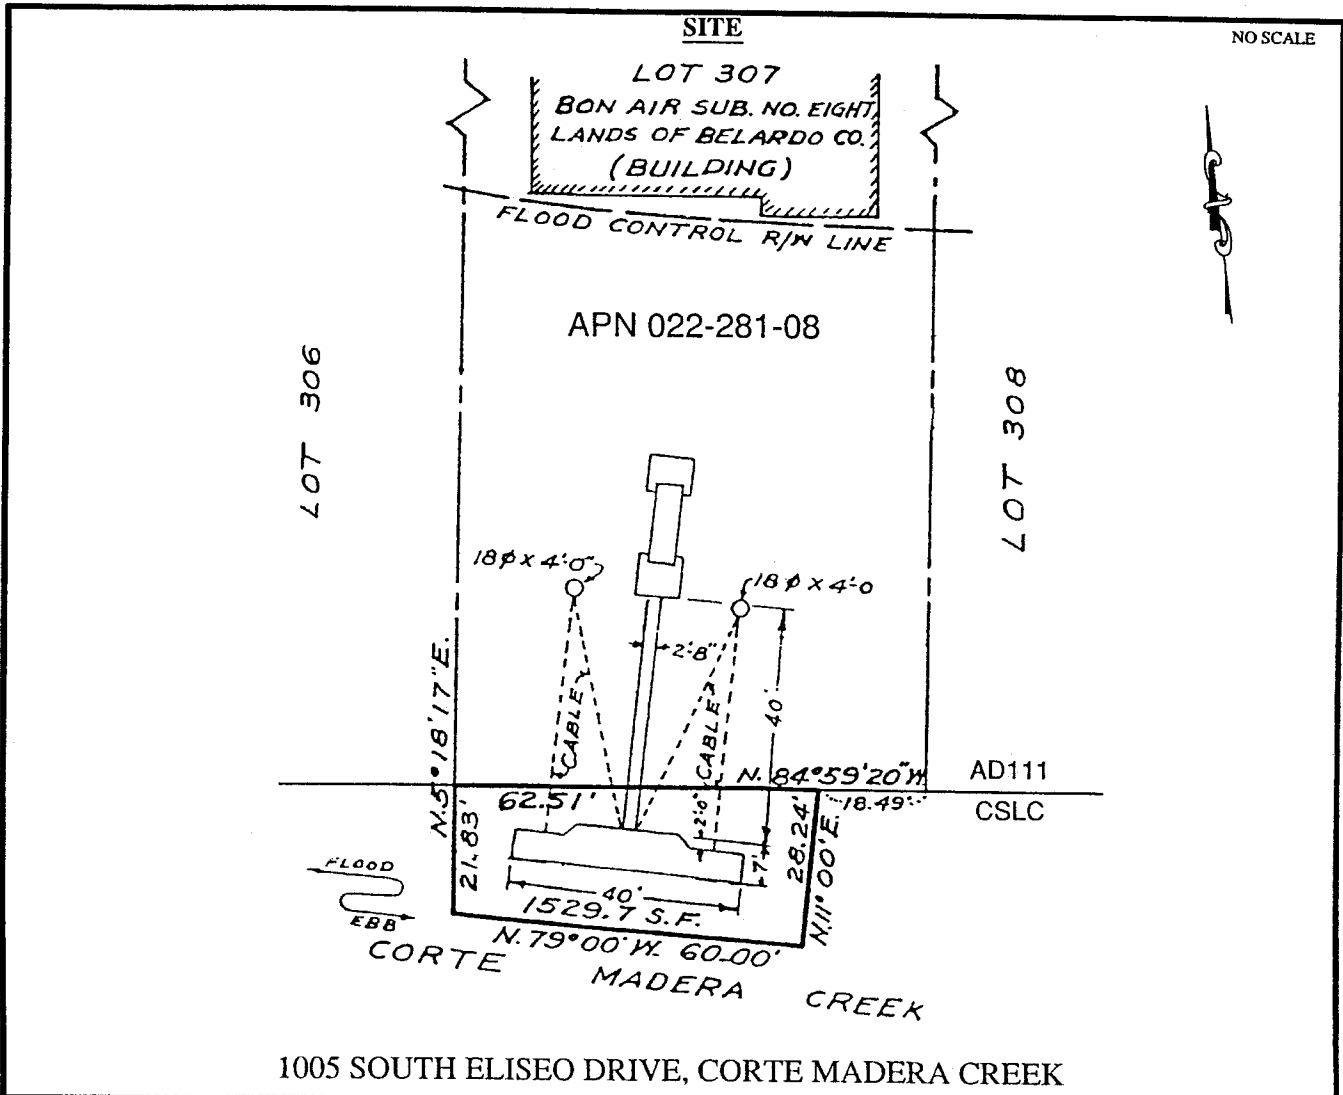 SITE
NO SCALE
LOT 307
BON AIR SUB. NO. EIGHT
LANDS OF BELARDO CO.
(BUILDING)
FLOOD CONTROL R/W LINE
APN 022-281-08
LOT 306
LOT 308
18φ X 4'-0"
18φ X 4'-0
2'-8"
CABLE
CABLE
40'
N. 5°18'17"E.
N. 84°59'20"W.
AD111
62.51'
2'-0"
18.49'
CSLC
21.83'
28.24'
N.11°00'E.
7'
FLOOD
EBB
40'
1529.7 S.F.
N. 79°00' W. 60.00'
CORTE MADERA CREEK
1005 SOUTH ELISEO DRIVE, CORTE MADERA CREEK